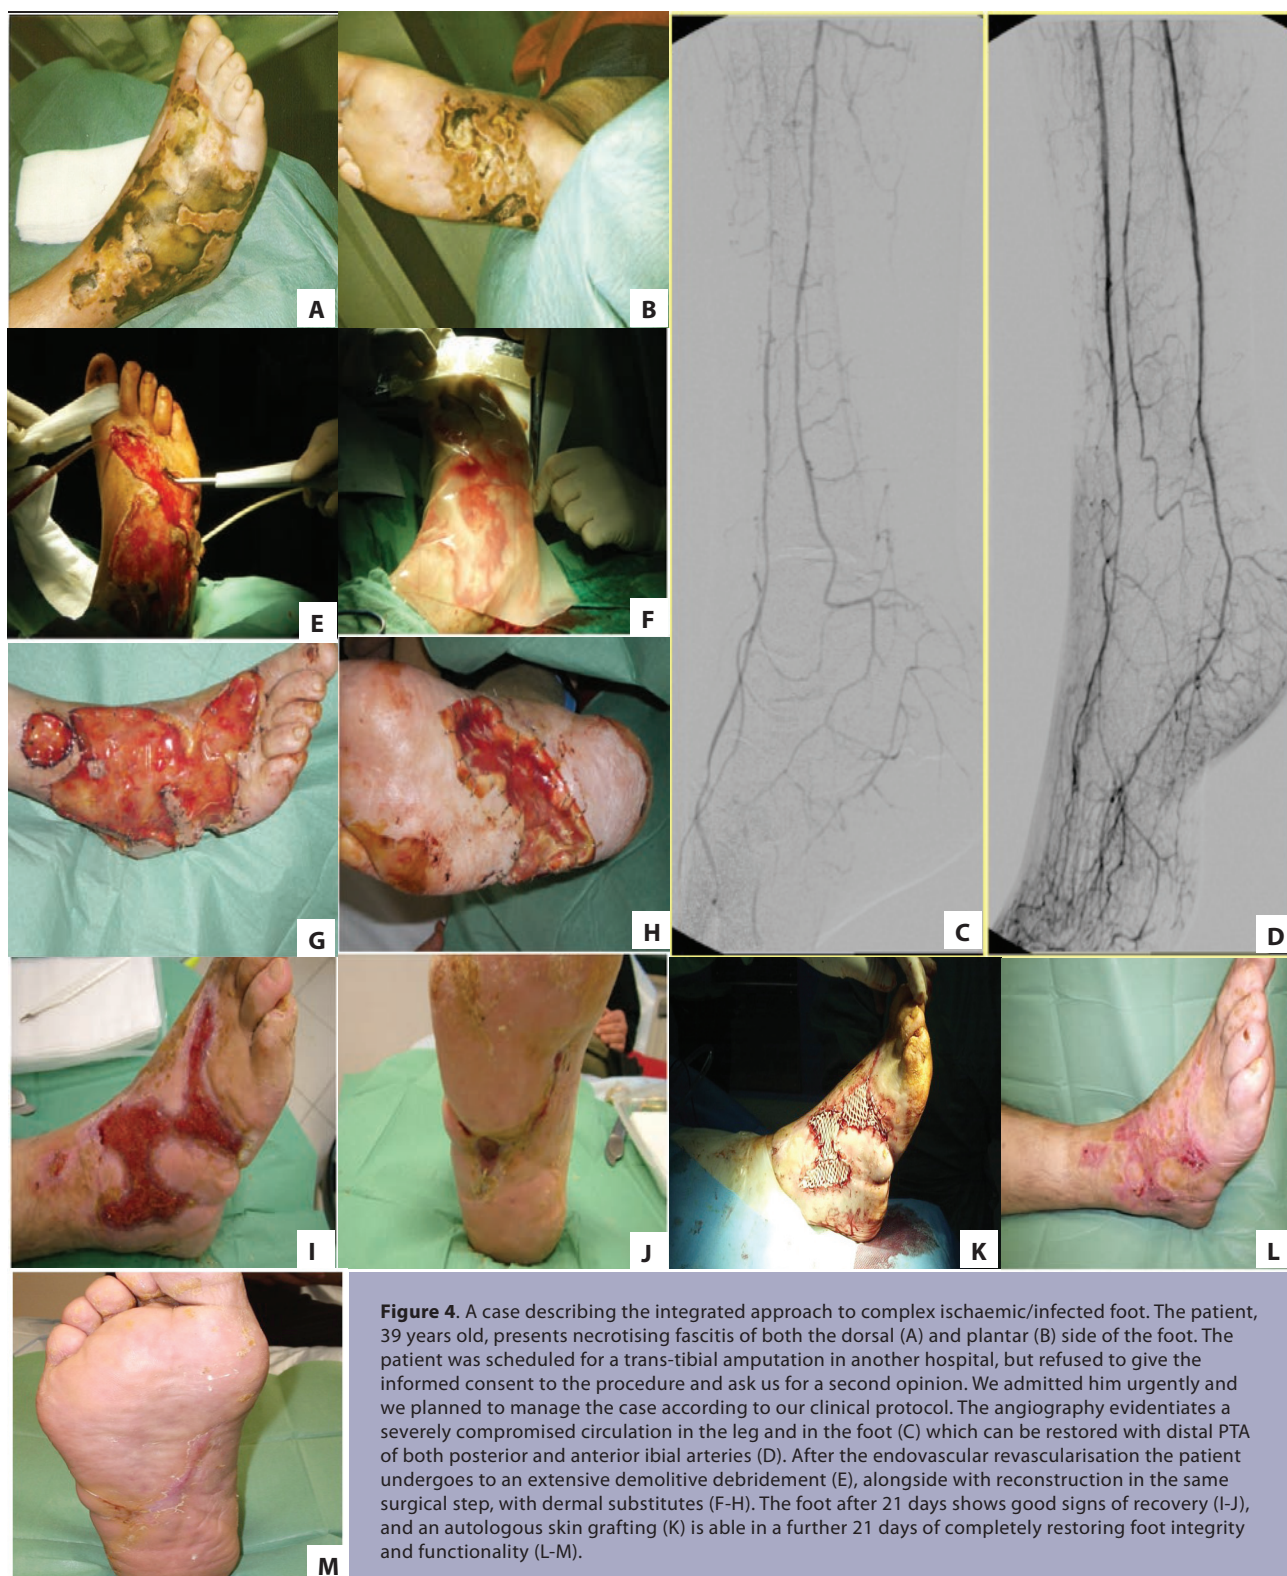 A
B
C
D
E
F
G
H
I
J
K
L
M
Figure 4. A case describing the integrated approach to complex ischaemic/infected foot. The patient,
39 years old, presents necrotising fascitis of both the dorsal (A) and plantar (B) side of the foot. The
patient was scheduled for a trans-tibial amputation in another hospital, but refused to give the
informed consent to the procedure and ask us for a second opinion. We admitted him urgently and
we planned to manage the case according to our clinical protocol. The angiography evidentiates a
severely compromised circulation in the leg and in the foot (C) which can be restored with distal PTA
of both posterior and anterior ibial arteries (D). After the endovascular revascularisation the patient
undergoes to an extensive demolitive debridement (E), alongside with reconstruction in the same
surgical step, with dermal substitutes (F-H). The foot after 21 days shows good signs of recovery (I-J),
and an autologous skin grafting (K) is able in a further 21 days of completely restoring foot integrity
and functionality (L-M).